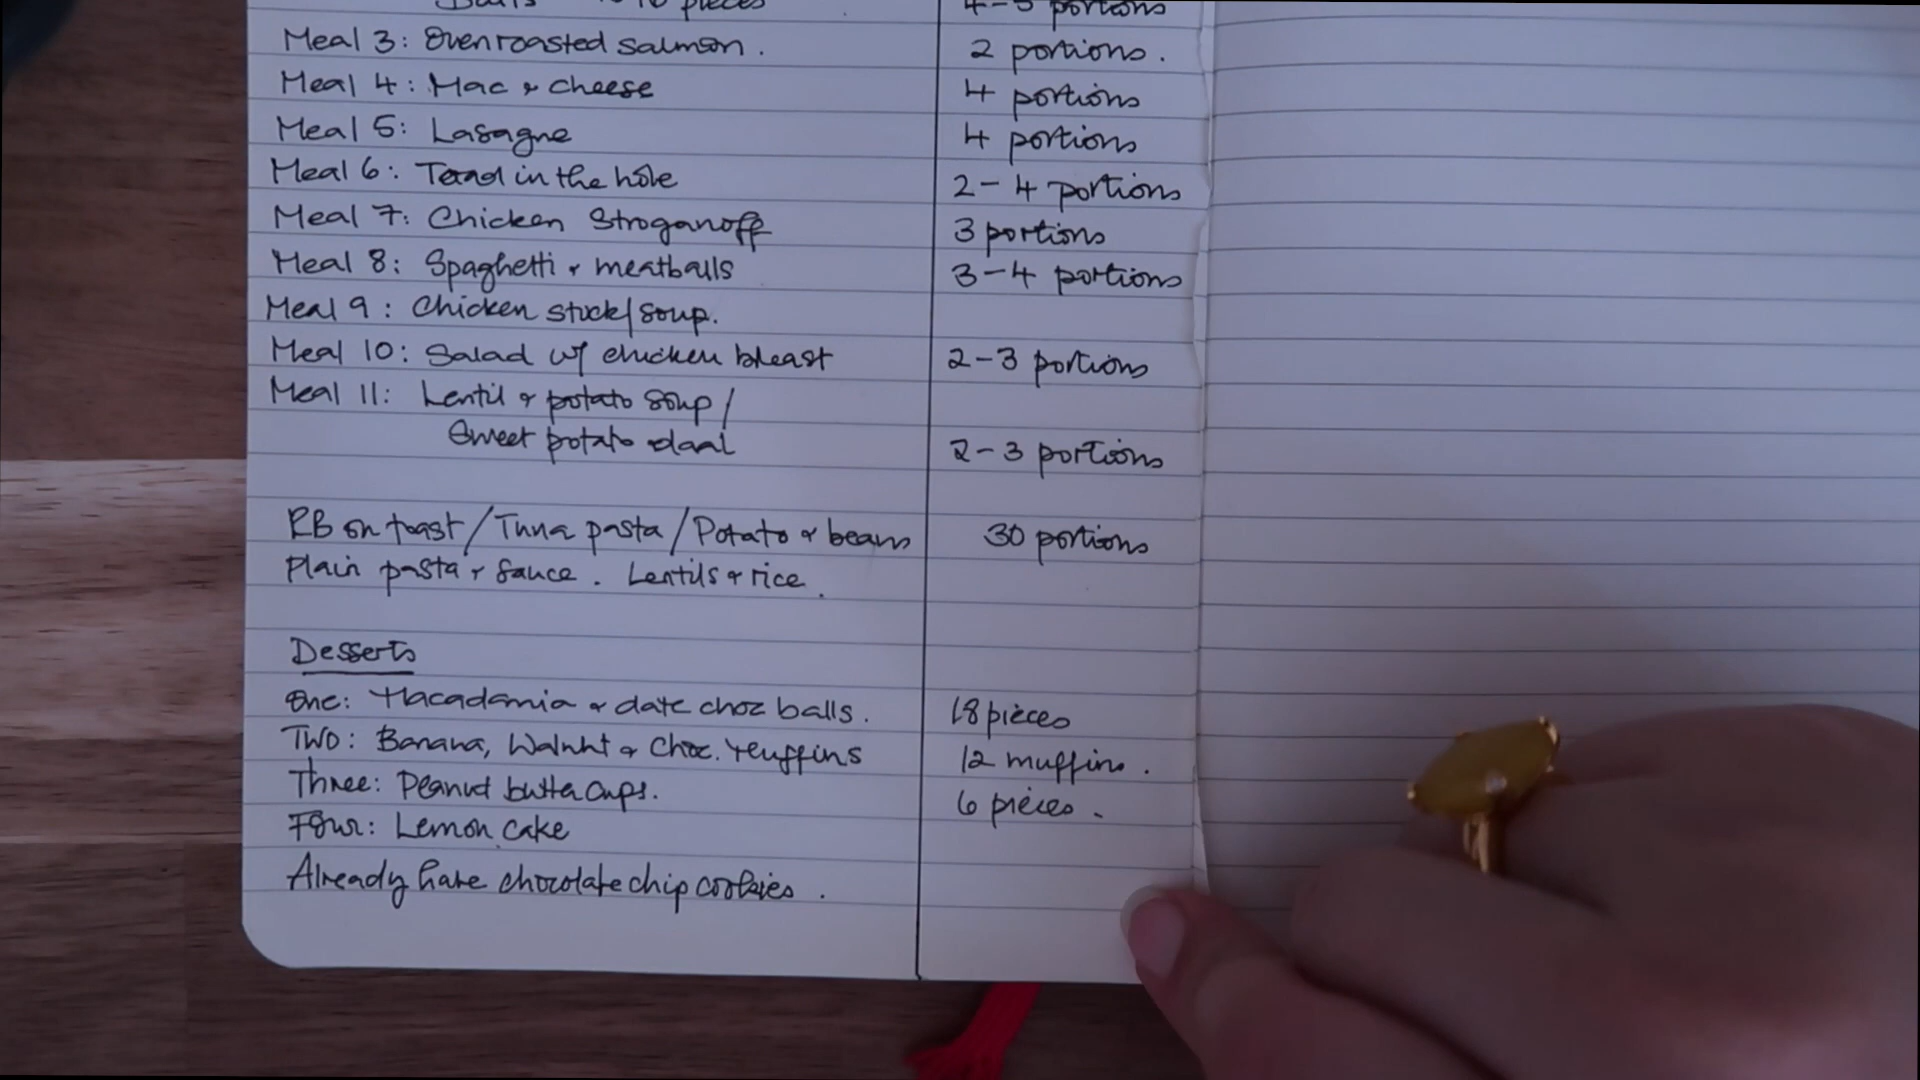 pieces portions
Meal 3: Oven roasted salmon. 2 portions.
Meal 4: Mac & cheese 4 portions
Meal 5: Lasagne 4 portions
Meal 6: Toad in the hole 2-4 portions
Meal 7: Chicken Stroganoff 3 portions
Meal 8: Spaghetti & meatballs 3-4 portions
Meal 9: Chicken stock/soup.
Meal 10: Salad w/ chicken breast 2-3 portions
Meal 11: Lentil & potato soup/
Sweet potato daal 2-3 portions
on toast/Tuna pasta/Potato & beans 30 portions
Plain pasta & sauce. Lentils & rice.
Desserts
One: Macadamia & date choc balls. 18 pieces
Two: Banana, Walnut & Choc. Muffins 12 muffins.
Three: Peanut butter cups. 6 pieces.
Four: Lemon cake
Already have chocolate chip cookies.